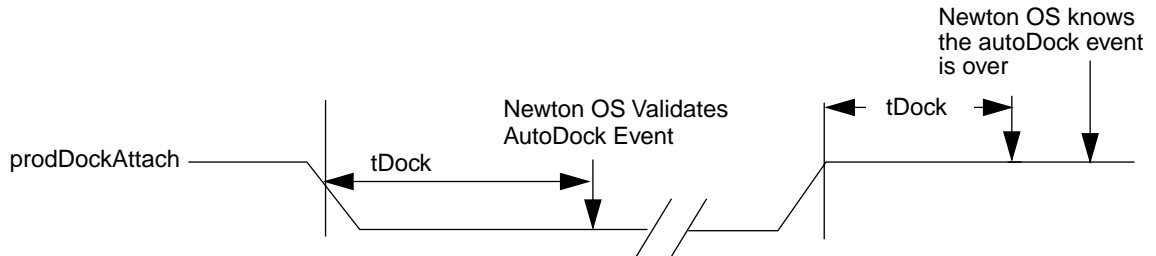 Newton OS knows
the autoDock event
is over
tDock
Newton OS Validates
AutoDock Event
prodDockAttach
tDock